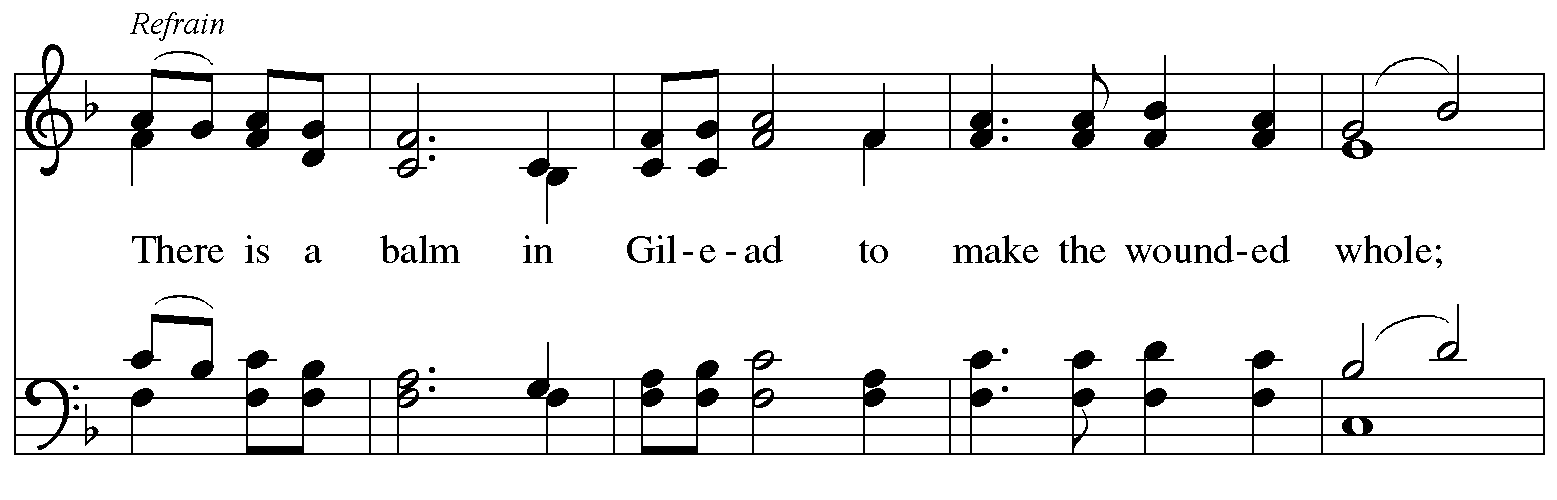 Refrain
There is a balm in Gil-e-ad to make the wound-ed whole;